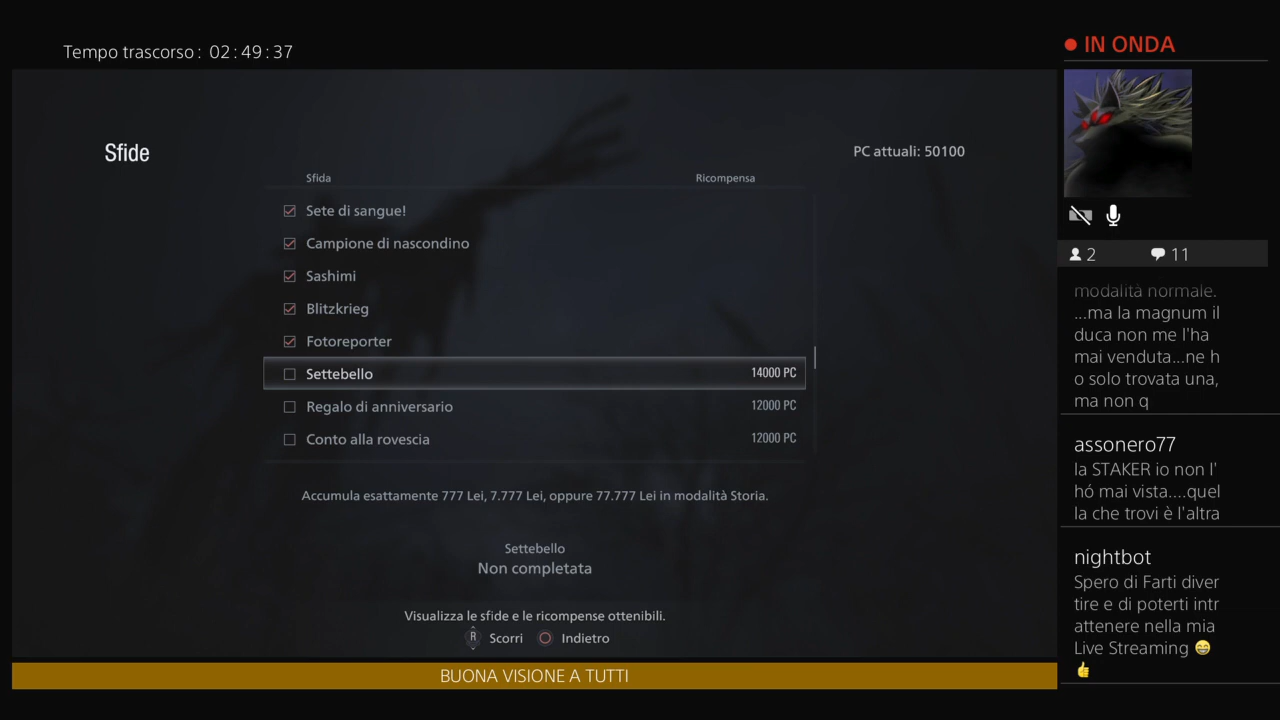 Tempo trascorso : 02 : 49 : 37
IN ONDA
Sfide
PC attuali: 50100
Sfida Ricompensa
Sete di sangue!
Campione di nascondino
Sashimi
Blitzkrieg
Fotoreporter
Settebello 14000 PC
Regalo di anniversario 12000 PC
Conto alla rovescia 12000 PC
Accumula esattamente 777 Lei, 7.777 Lei, oppure 77.777 Lei in modalità Storia.
Settebello
Non completata
Visualizza le sfide e le ricompense ottenibili.
R Scorri Indietro
BUONA VISIONE A TUTTI
2 11
modalità normale.
...ma la magnum il
duca non me l'ha
mai venduta...ne h
o solo trovata una,
ma non q
assonero77
la STAKER io non l'
hó mai vista....quel
la che trovi è l'altra
nightbot
Spero di Farti diver
tire e di poterti intr
attenere nella mia
Live Streaming 😁
👍